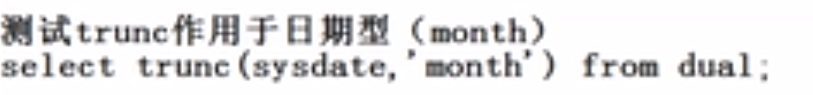 测试trunc作用于日期型（month）
select trunc(sysdate,'month') from dual;